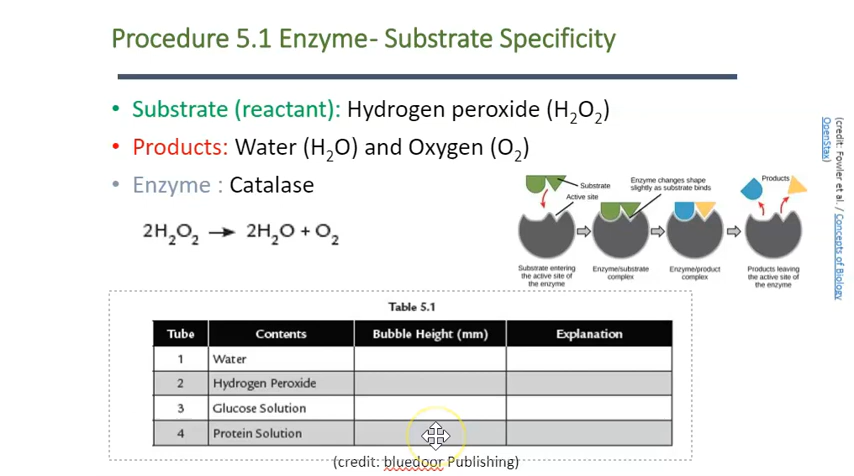 Procedure 5.1 Enzyme- Substrate Specificity
• Substrate (reactant): Hydrogen peroxide (H₂O₂)
• Products: Water (H₂O) and Oxygen (O₂)
• Enzyme : Catalase
2H₂O₂ → 2H₂O + O₂
Substrate
Active site
Enzyme changes shape
slightly as substrate binds
Products
Substrate entering
the active site of
the enzyme
Enzyme/substrate
complex
Enzyme/product
complex
Products leaving
the active site of
the enzyme
(credit: Fowler et al. / Concepts of Biology
OpenStax)
Table 5.1
Tube Contents Bubble Height (mm) Explanation
1 Water
2 Hydrogen Peroxide
3 Glucose Solution
4 Protein Solution
(credit: bluedoor Publishing)